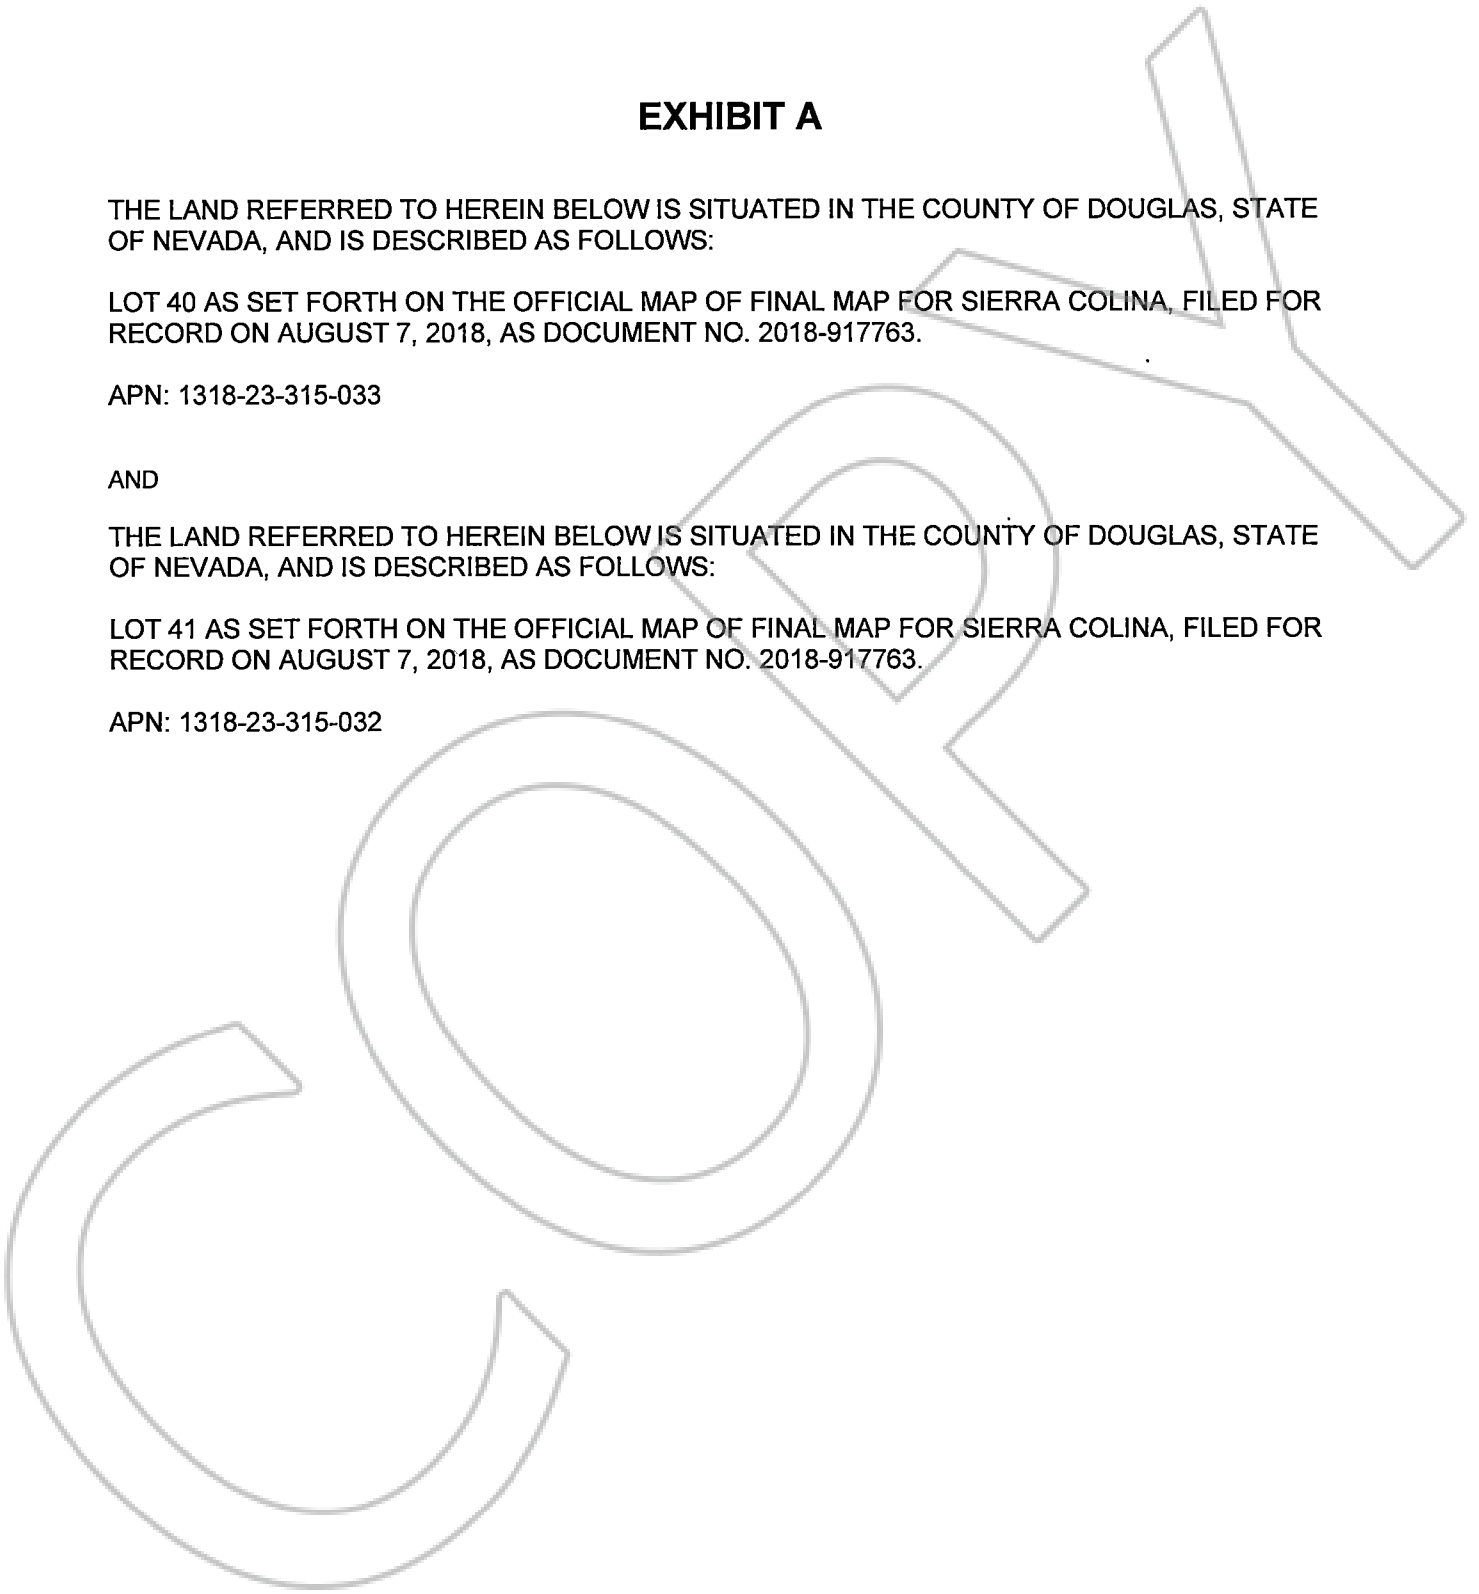 EXHIBIT A
THE LAND REFERRED TO HEREIN BELOW IS SITUATED IN THE COUNTY OF DOUGLAS, STATE
OF NEVADA, AND IS DESCRIBED AS FOLLOWS:
LOT 40 AS SET FORTH ON THE OFFICIAL MAP OF FINAL MAP FOR SIERRA COLINA, FILED FOR
RECORD ON AUGUST 7, 2018, AS DOCUMENT NO. 2018-917763.
APN: 1318-23-315-033
AND
THE LAND REFERRED TO HEREIN BELOW IS SITUATED IN THE COUNTY OF DOUGLAS, STATE
OF NEVADA, AND IS DESCRIBED AS FOLLOWS:
LOT 41 AS SET FORTH ON THE OFFICIAL MAP OF FINAL MAP FOR SIERRA COLINA, FILED FOR
RECORD ON AUGUST 7, 2018, AS DOCUMENT NO. 2018-917763.
APN: 1318-23-315-032
COPY